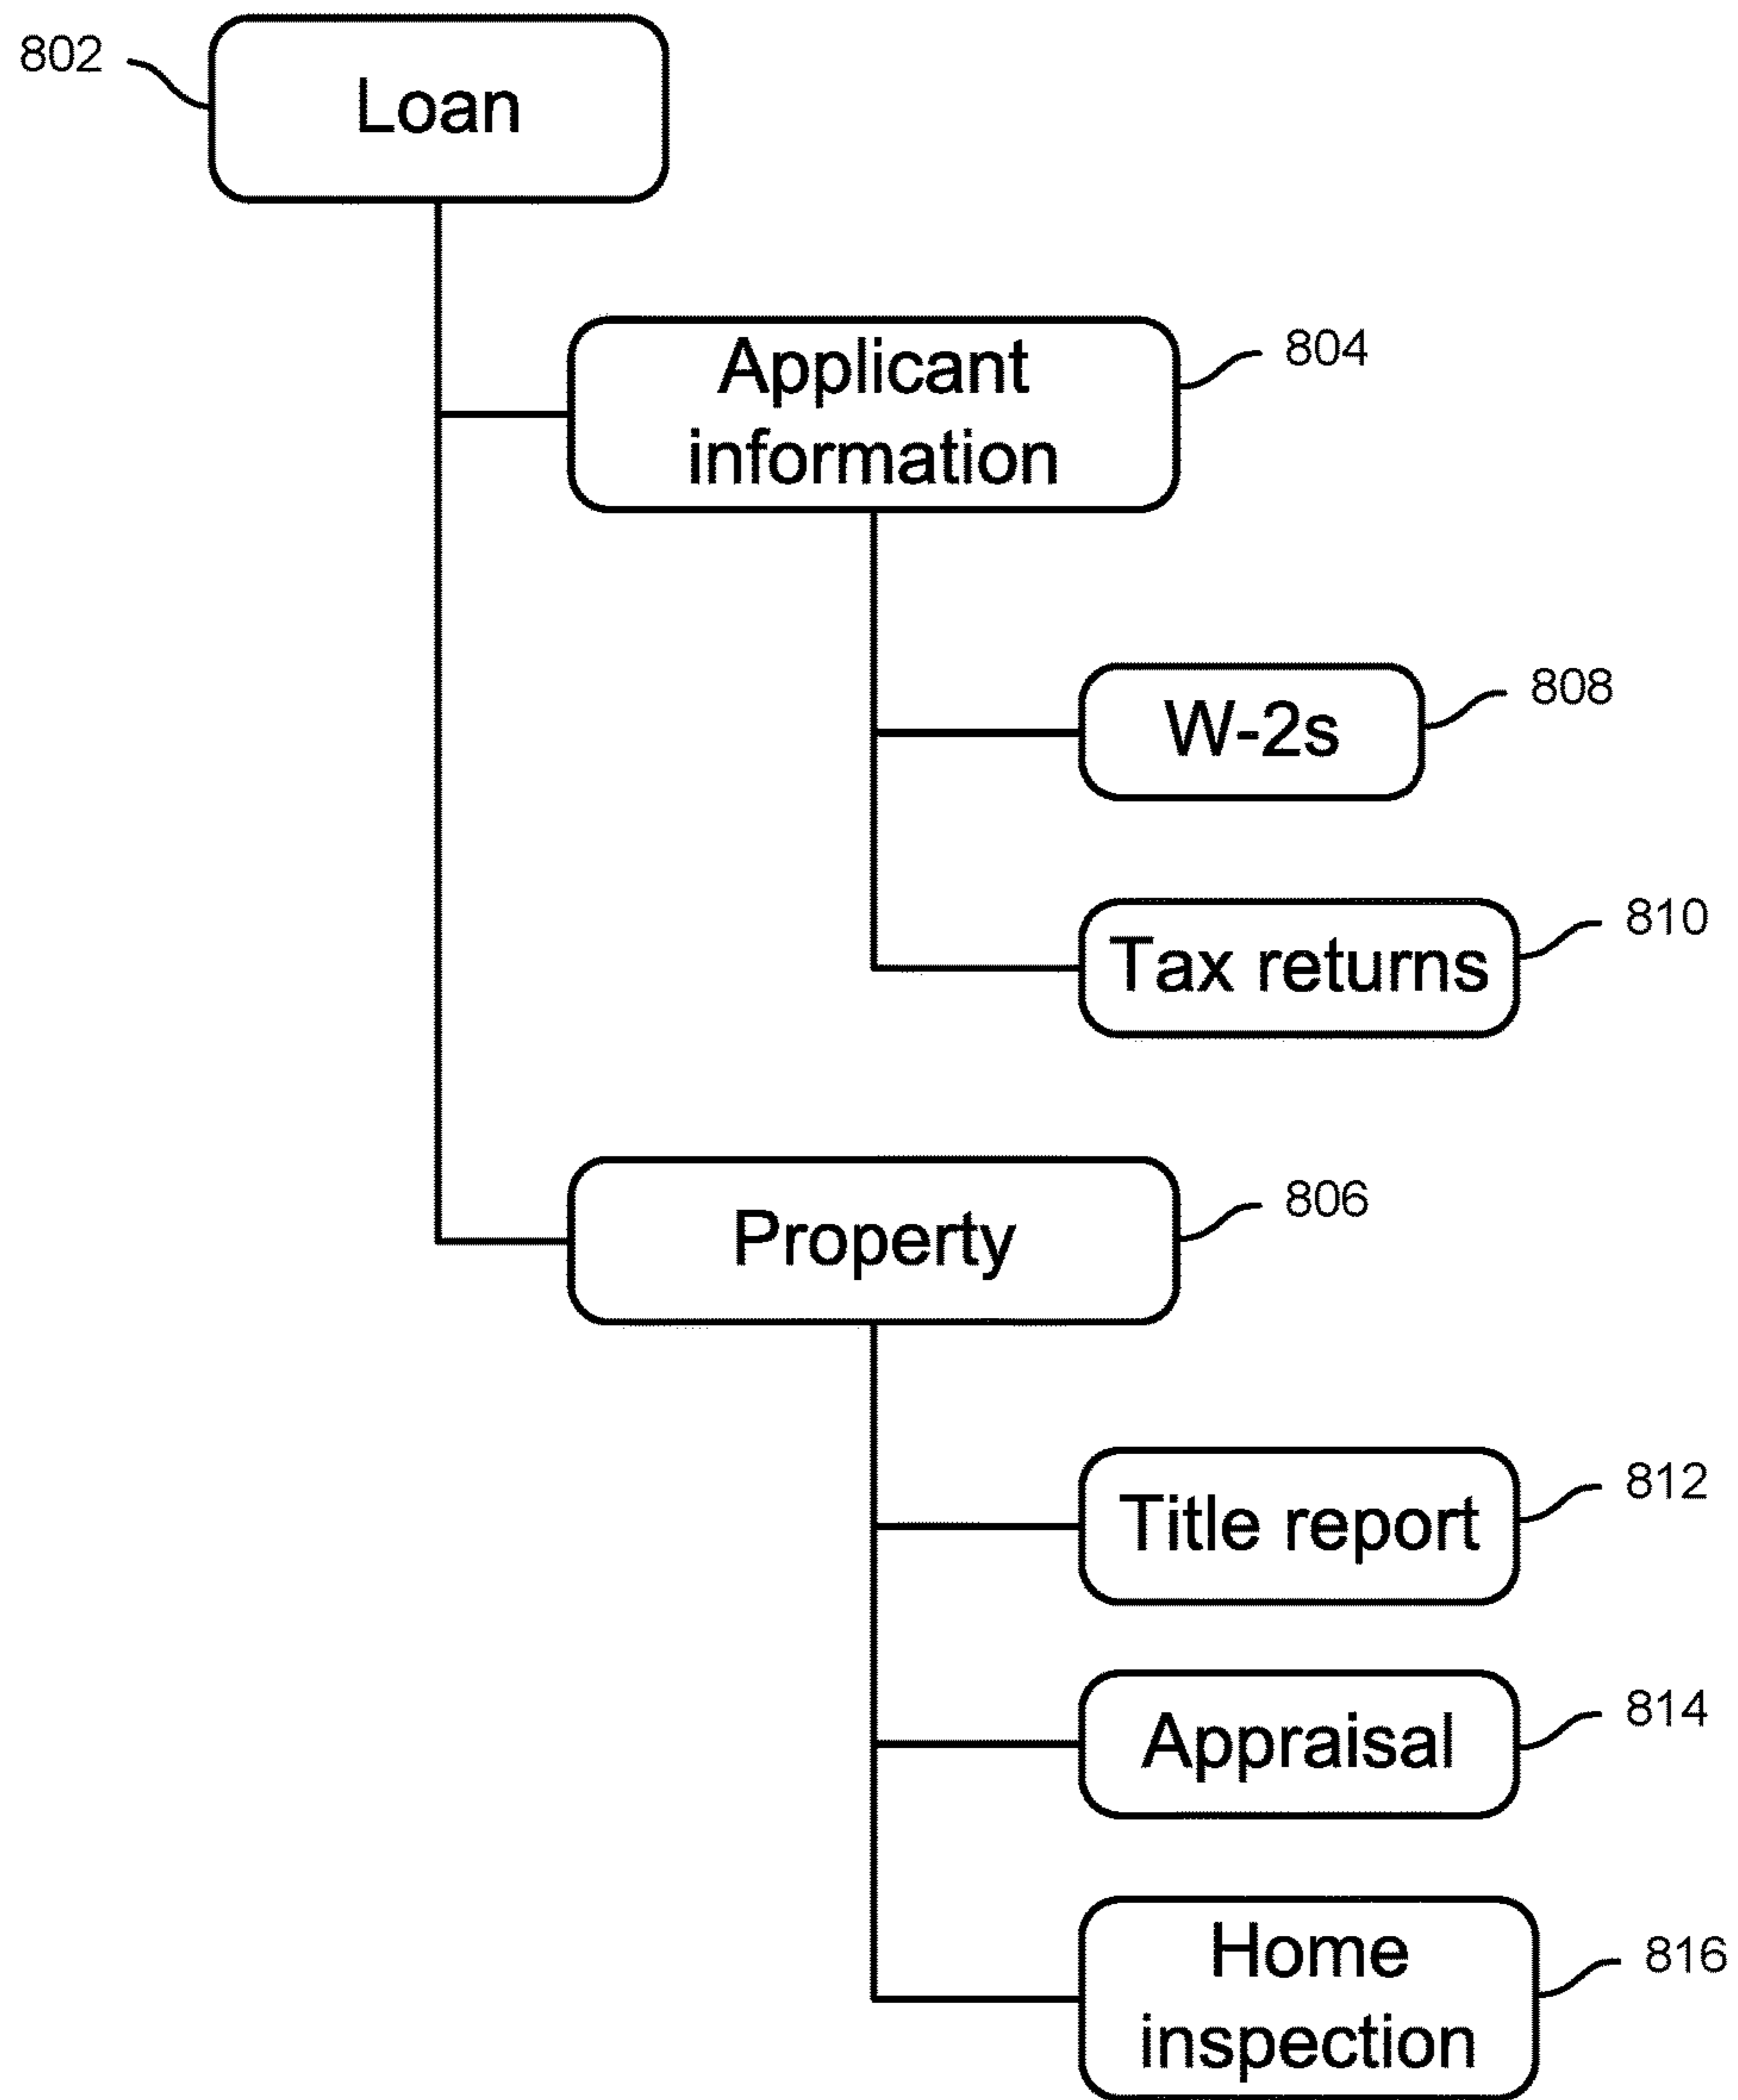 802
Loan
Applicant
information
804
W-2s
808
Tax returns
810
Property
806
Title report
812
Appraisal
814
Home
inspection
816